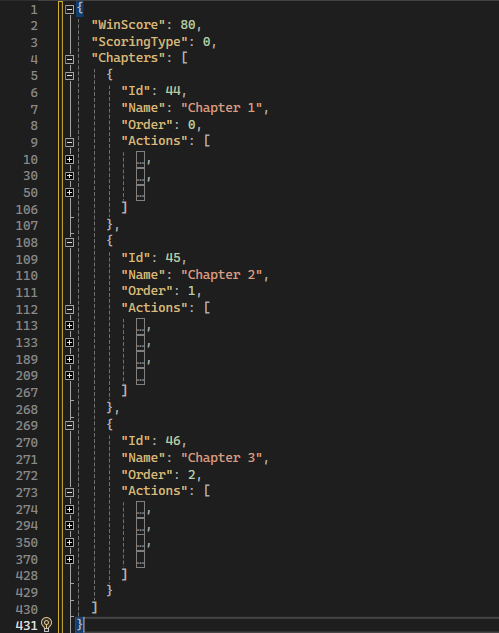 1 {
2 "WinScore": 80,
3 "ScoringType": 0,
4 "Chapters": [
5 {
6 "Id": 44,
7 "Name": "Chapter 1",
8 "Order": 0,
9 "Actions": [
10 ...,
30 ...,
50 ...
106 ]
107 },
108 {
109 "Id": 45,
110 "Name": "Chapter 2",
111 "Order": 1,
112 "Actions": [
113 ...,
133 ...,
189 ...,
209 ...
267 ]
268 },
269 {
270 "Id": 46,
271 "Name": "Chapter 3",
272 "Order": 2,
273 "Actions": [
274 ...,
294 ...,
350 ...,
370 ...
428 ]
429 }
430 ]
431 }